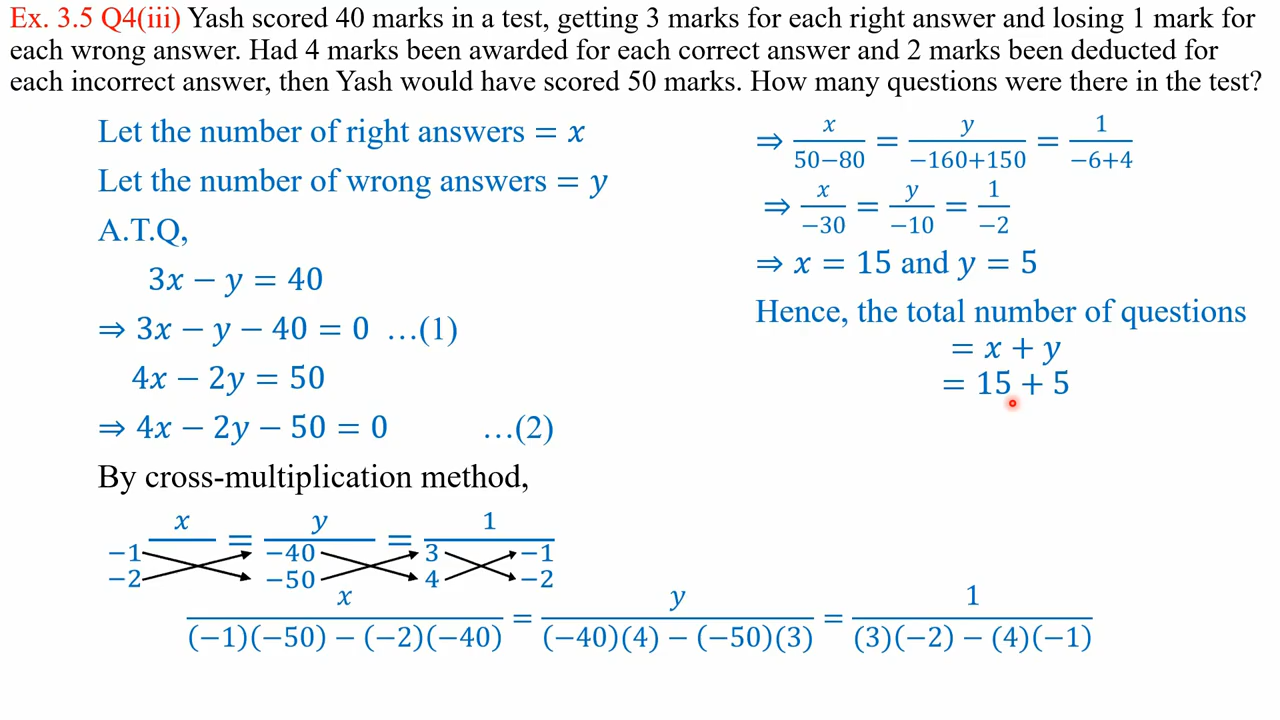 Ex. 3.5 Q4(iii) Yash scored 40 marks in a test, getting 3 marks for each right answer and losing 1 mark for
each wrong answer. Had 4 marks been awarded for each correct answer and 2 marks been deducted for
each incorrect answer, then Yash would have scored 50 marks. How many questions were there in the test?
Let the number of right answers = x
Let the number of wrong answers = y
A.T.Q,
3x − y = 40
⇒ 3x − y − 40 = 0 …(1)
4x − 2y = 50
⇒ 4x − 2y − 50 = 0 …(2)
By cross-multiplication method,
x y 1
= =
−1 −40 3 −1
−2 −50 4 −2
x/((−1)(−50) − (−2)(−40)) = y/((−40)(4) − (−50)(3)) = 1/((3)(−2) − (4)(−1))
⇒ x/(50−80) = y/(−160+150) = 1/(−6+4)
⇒ x/(−30) = y/(−10) = 1/(−2)
⇒ x = 15 and y = 5
Hence, the total number of questions
= x + y
= 15 + 5